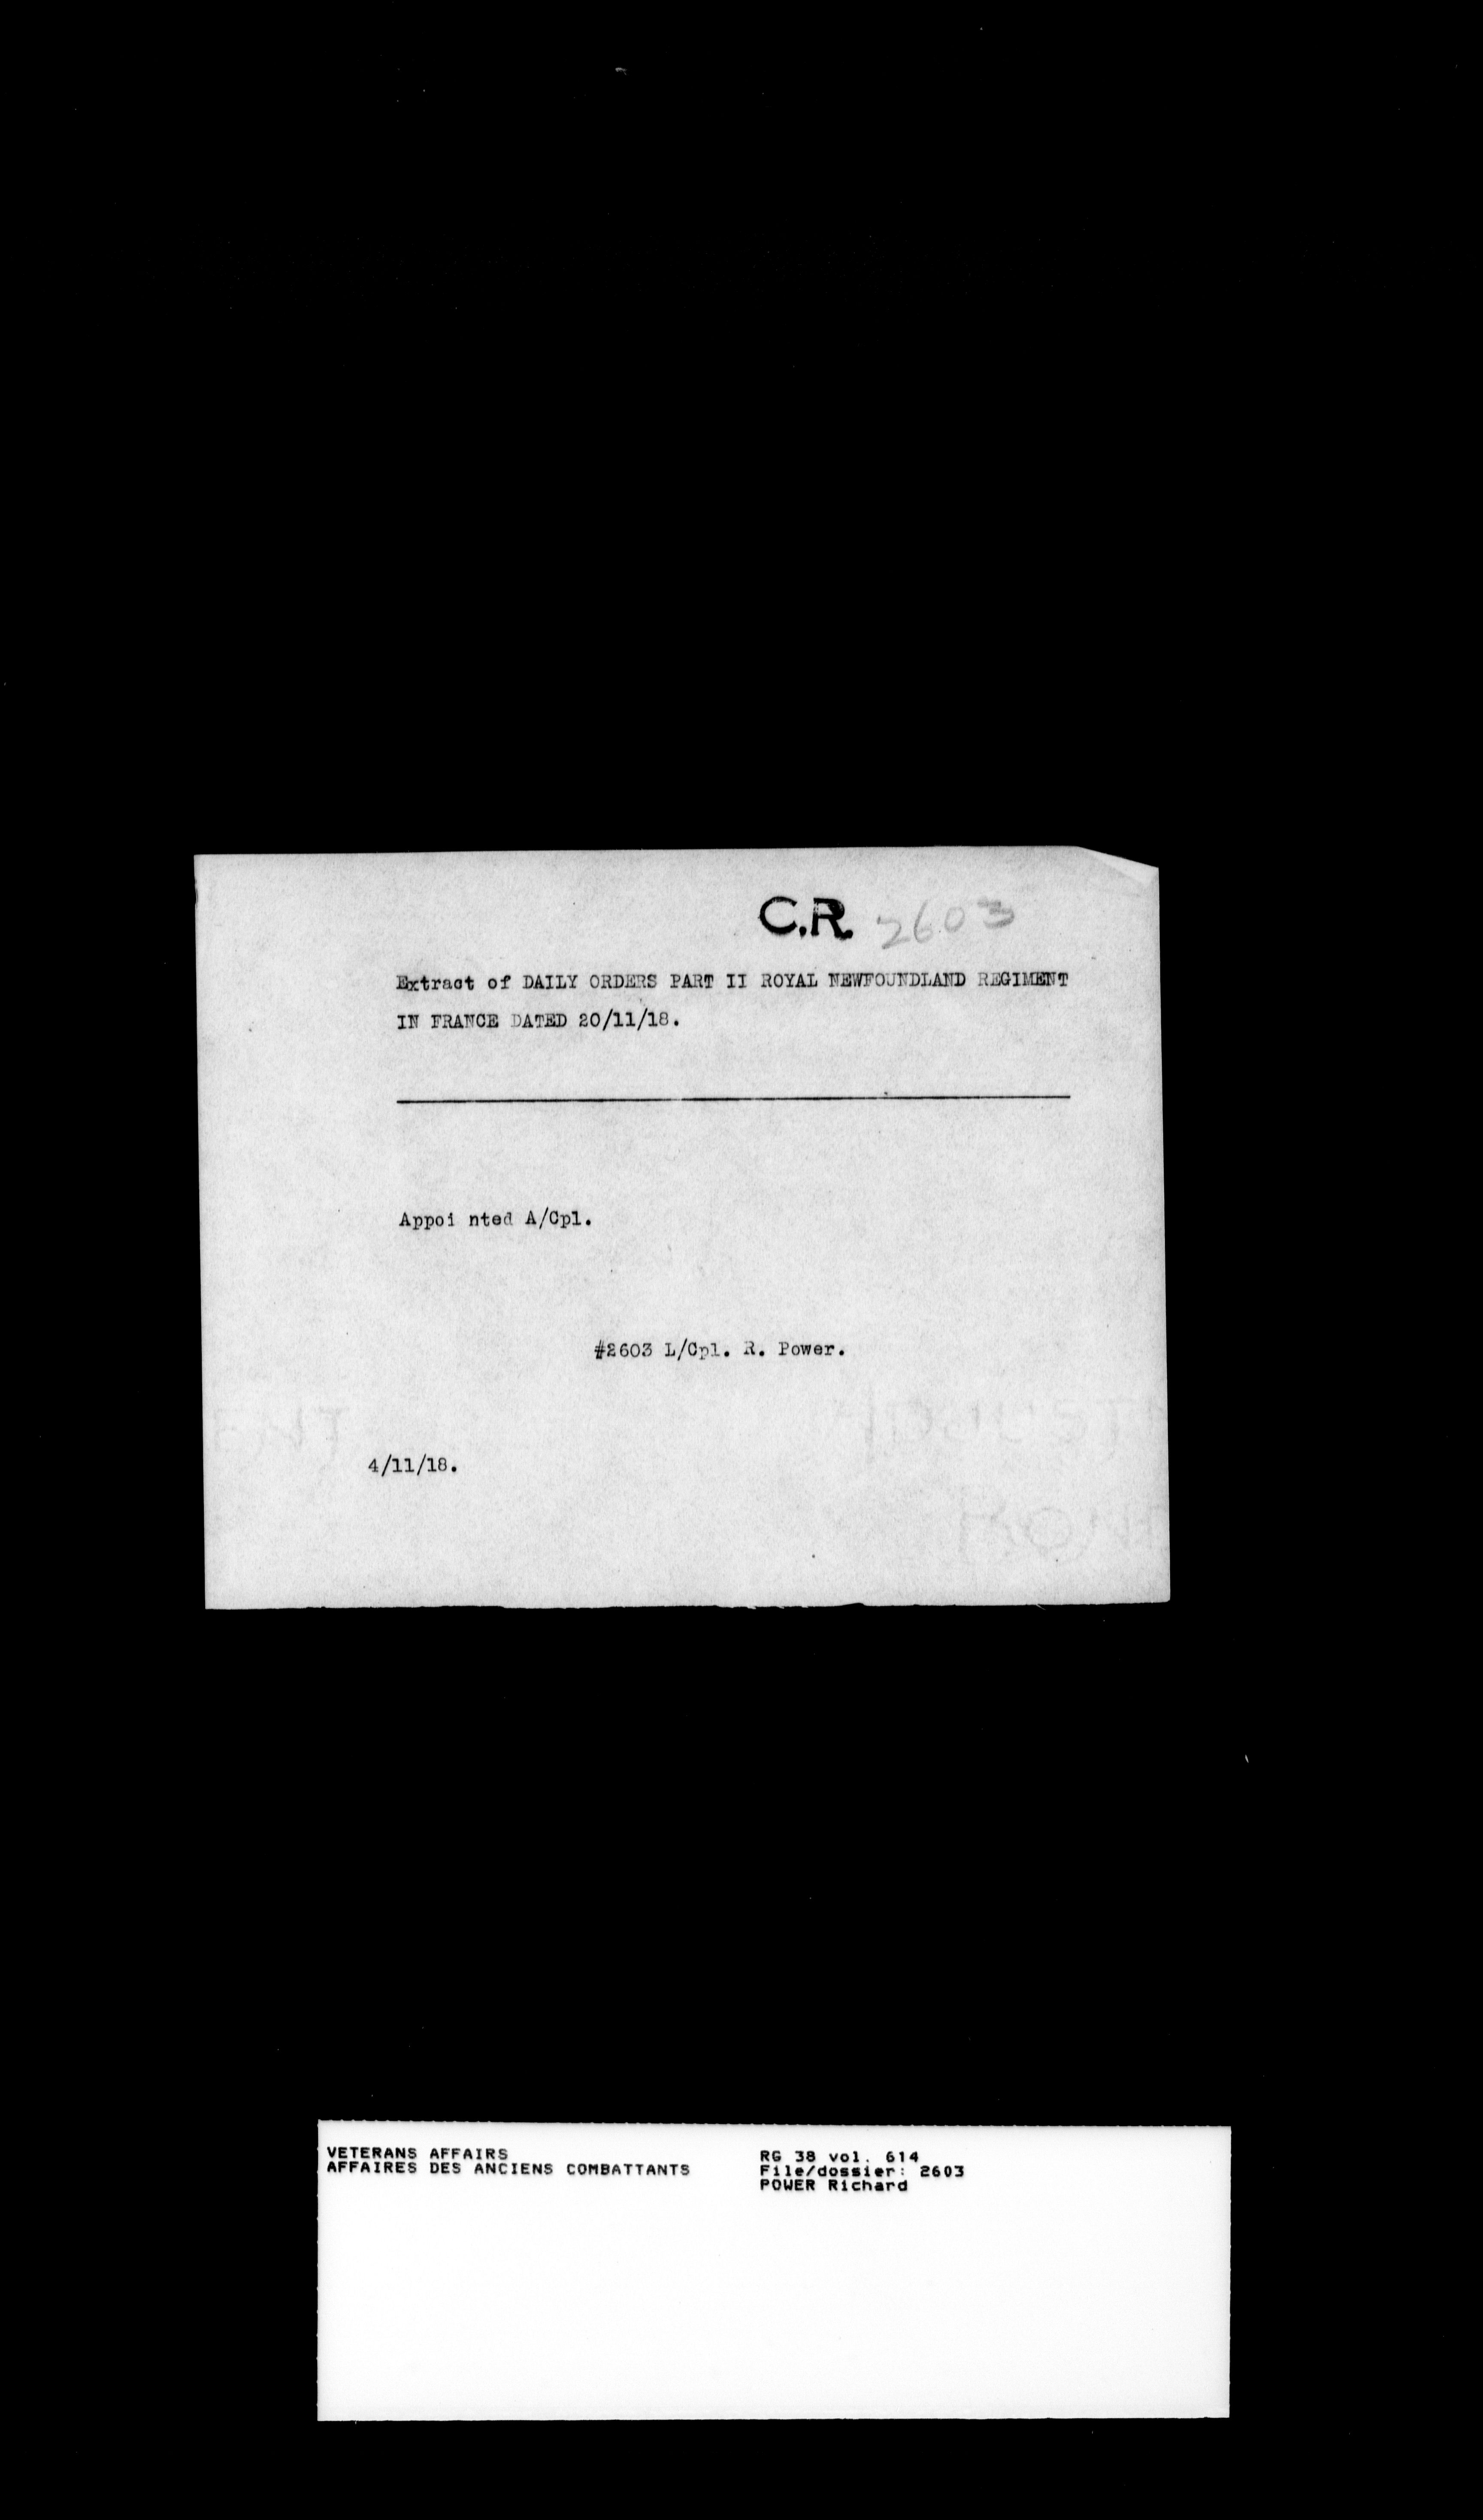 C.R. 2603
Extract of DAILY ORDERS PART II ROYAL NEWFOUNDLAND REGIMENT
IN FRANCE DATED 20/11/18.
Appoi nted A/Cpl.
#2603 L/Cpl. R. Power.
4/11/18.
VETERANS AFFAIRS
AFFAIRES DES ANCIENS COMBATTANTS
RG 38 vol. 614
File/dossier: 2603
POWER Richard